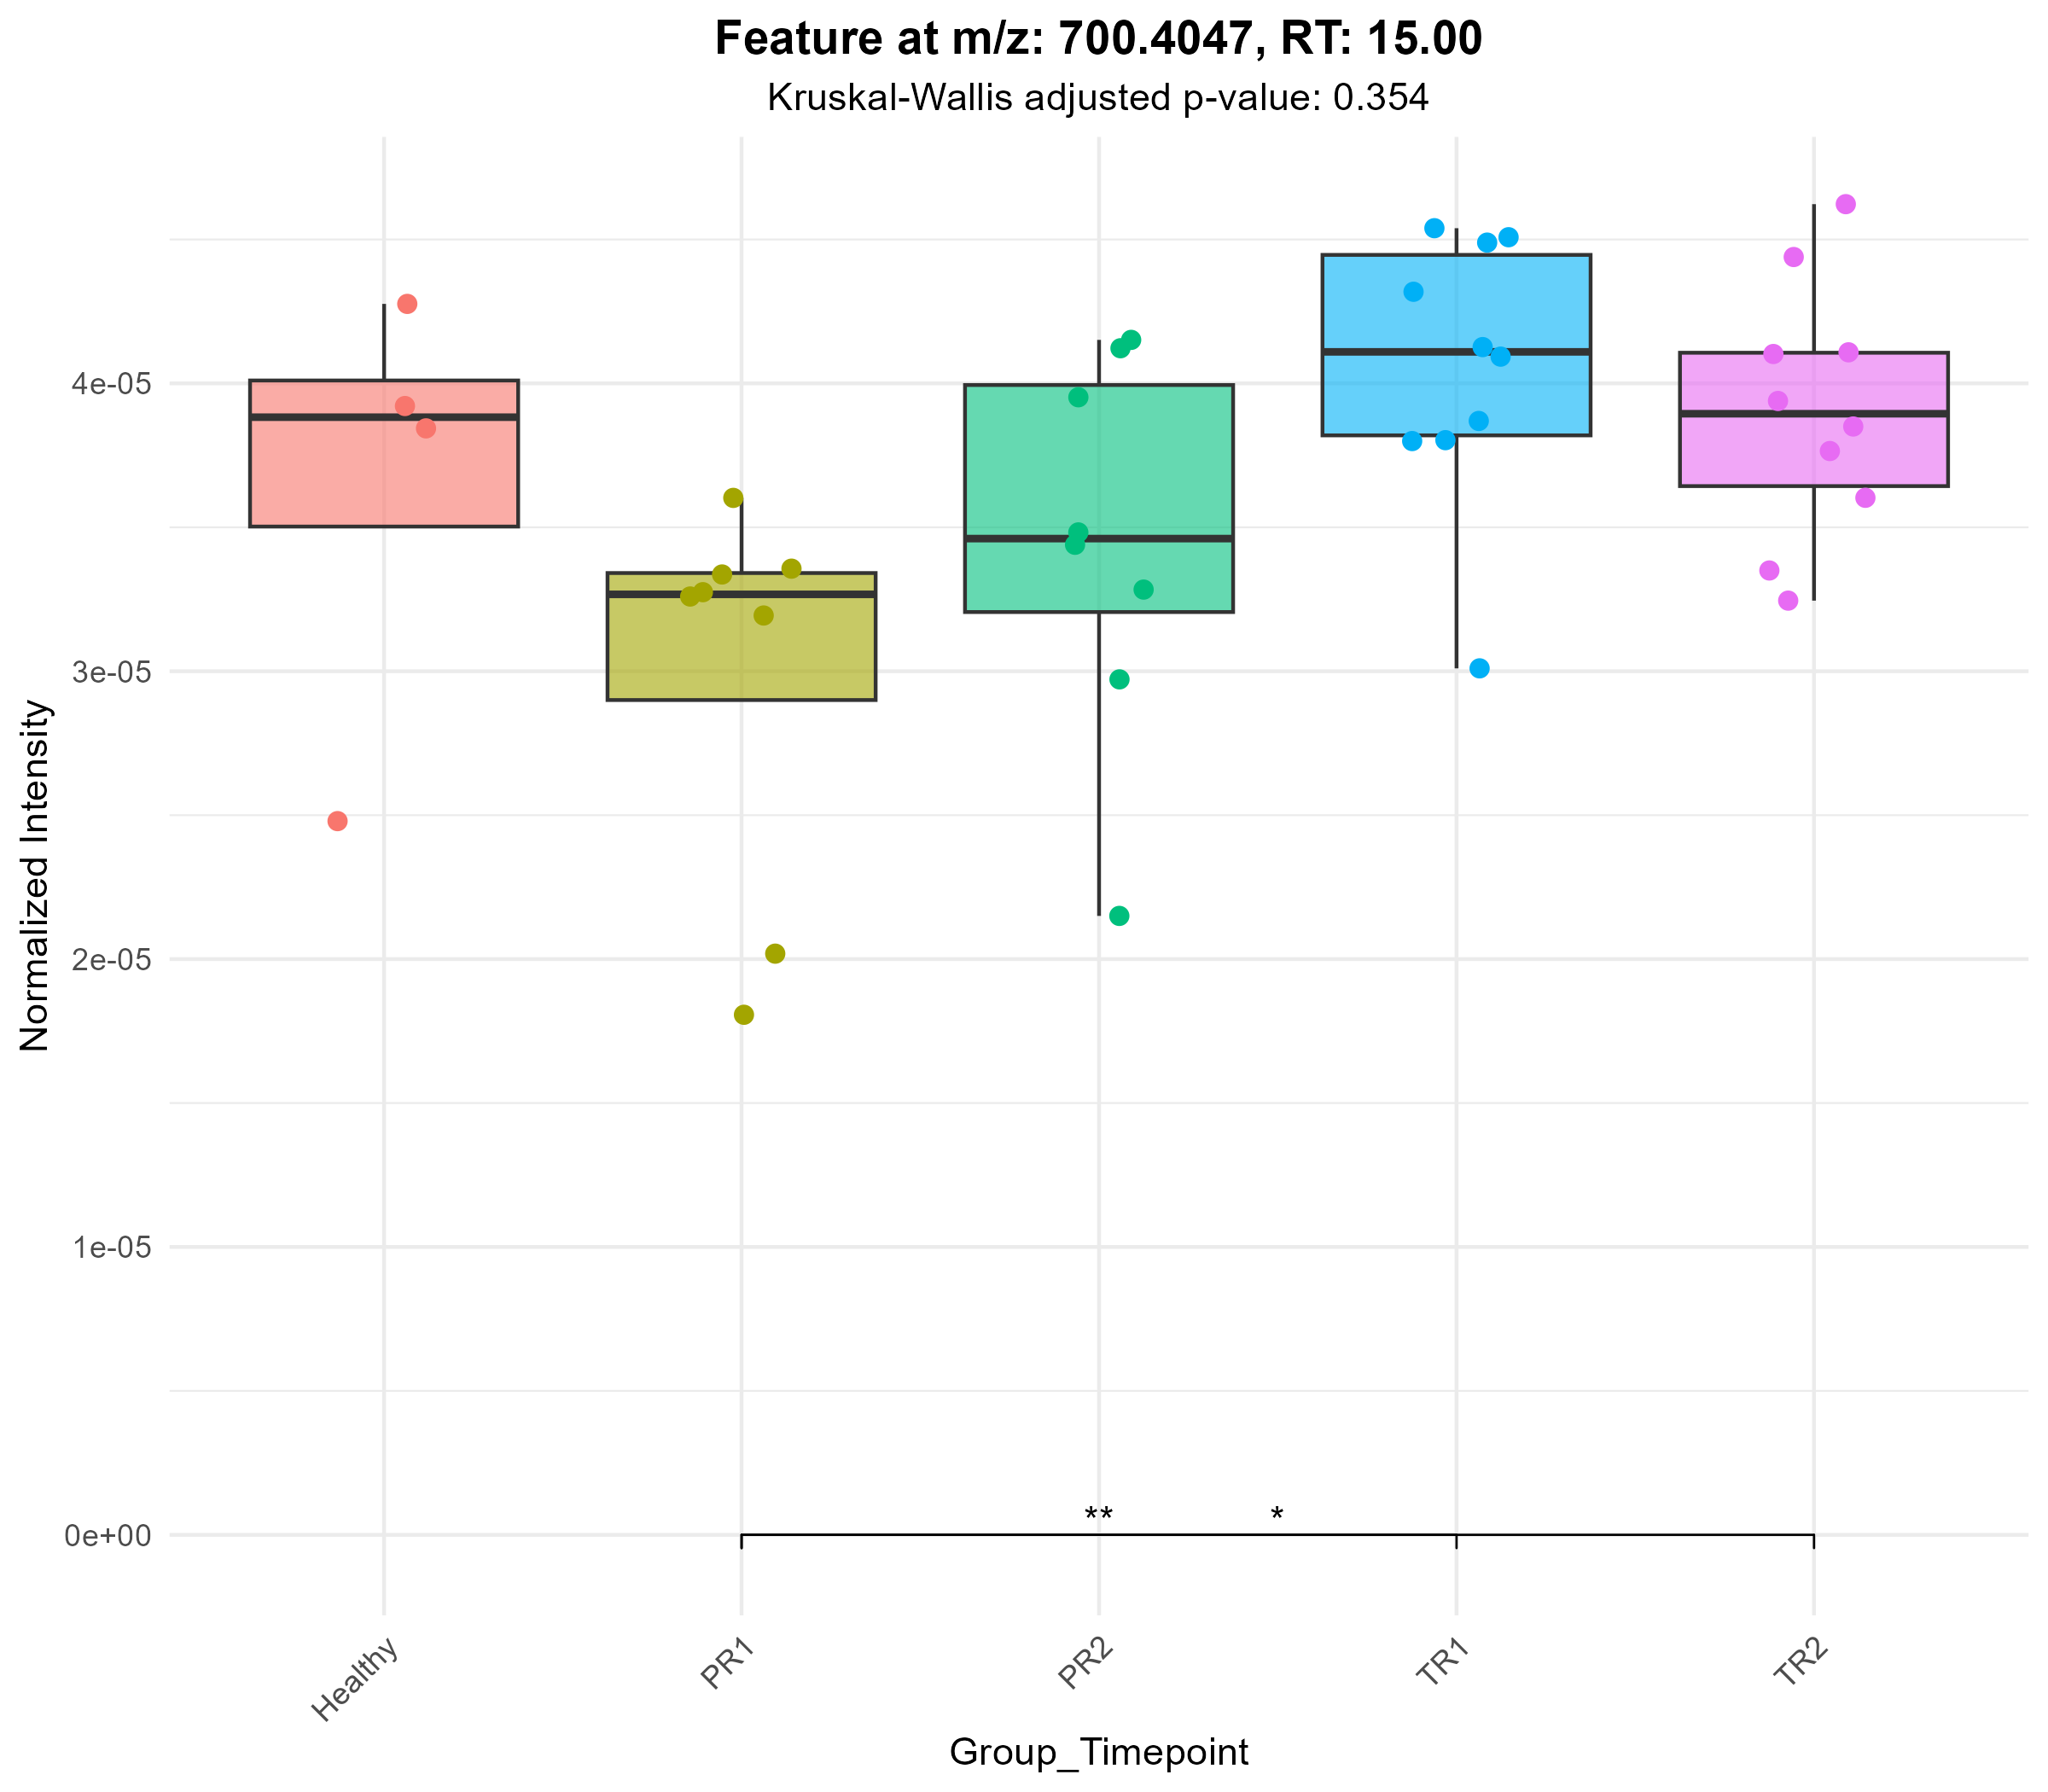 Feature at m/z: 700.4047, RT: 15.00
Kruskal-Wallis adjusted p-value: 0.354
Normalized Intensity
4e-05
3e-05
2e-05
1e-05
0e+00
** *
Healthy PR1 PR2 TR1 TR2
Group_Timepoint